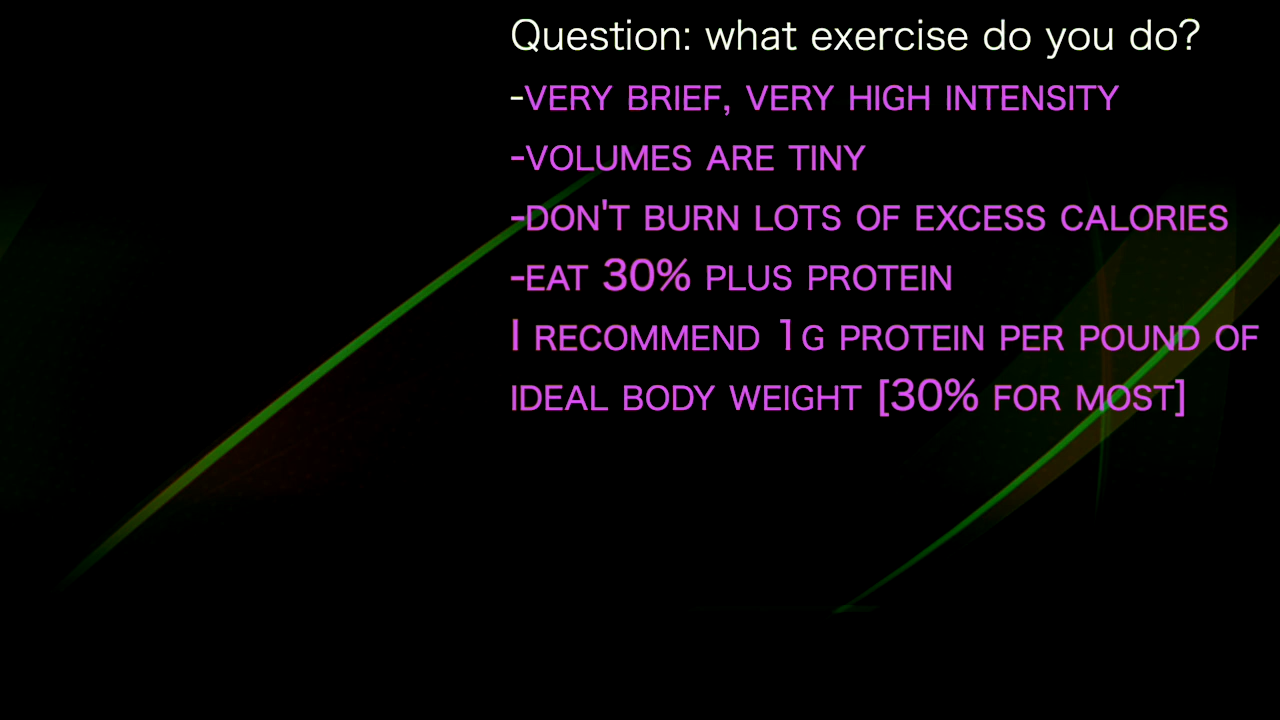 Question: what exercise do you do?
-VERY BRIEF, VERY HIGH INTENSITY
-VOLUMES ARE TINY
-DON'T BURN LOTS OF EXCESS CALORIES
-EAT 30% PLUS PROTEIN
I RECOMMEND 1G PROTEIN PER POUND OF
IDEAL BODY WEIGHT [30% FOR MOST]